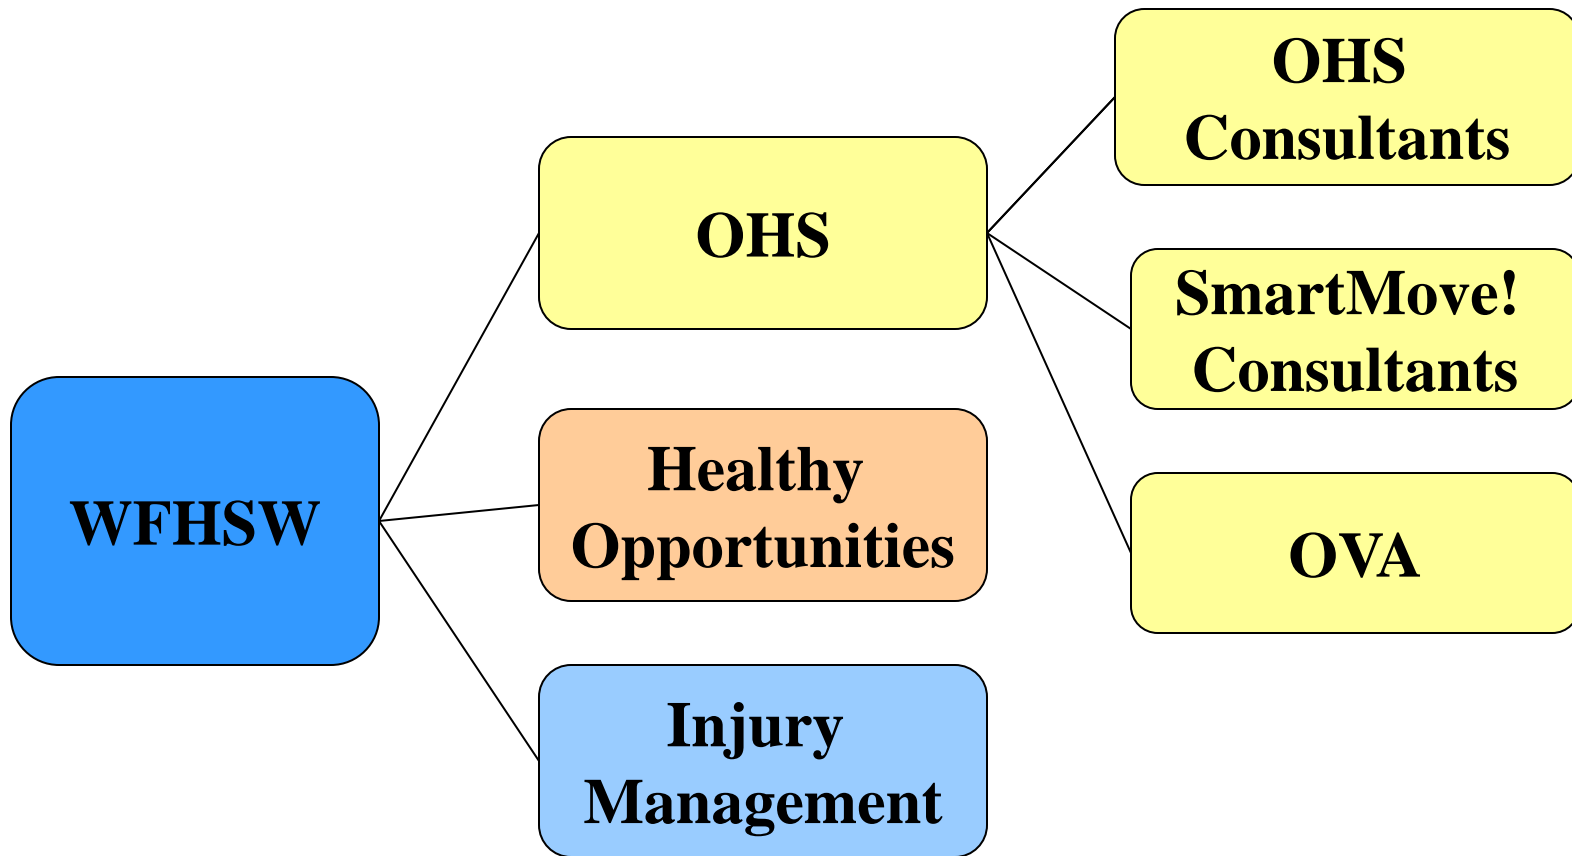 WFHSW
OHS
Healthy
Opportunities
Injury
Management
OHS
Consultants
SmartMove!
Consultants
OVA